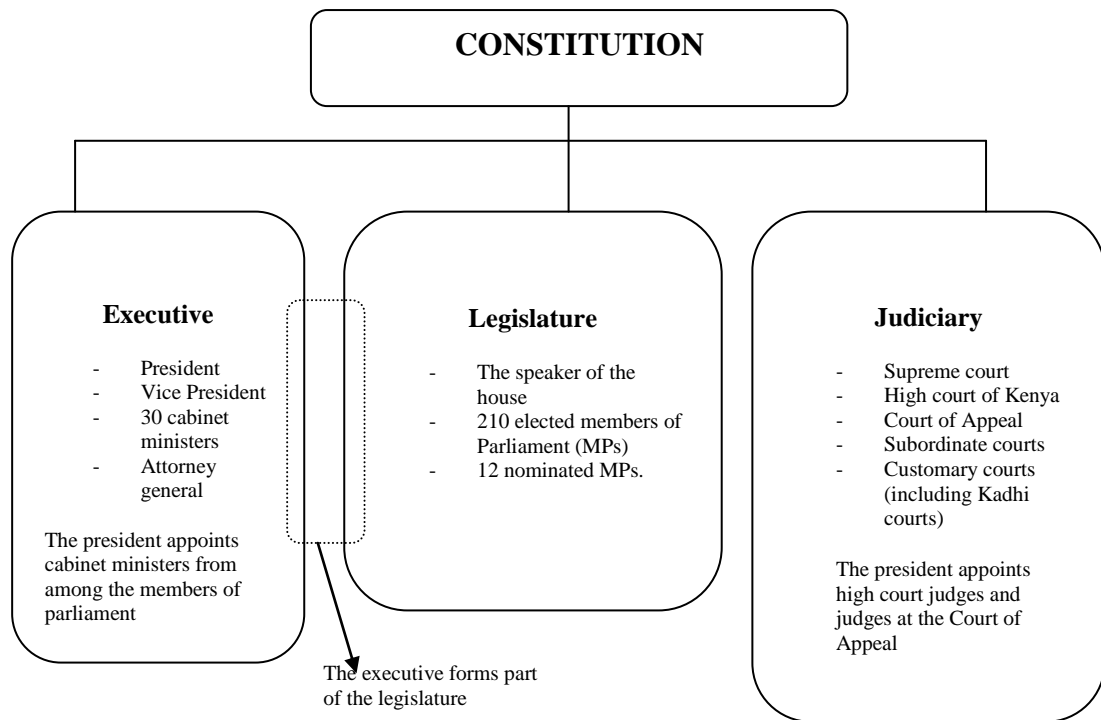 CONSTITUTION
Executive
- President
- Vice President
- 30 cabinet
ministers
- Attorney
general
The president appoints
cabinet ministers from
among the members of
parliament
Legislature
- The speaker of the
house
- 210 elected members of
Parliament (MPs)
- 12 nominated MPs.
The executive forms part
of the legislature
Judiciary
- Supreme court
- High court of Kenya
- Court of Appeal
- Subordinate courts
- Customary courts
(including Kadhi
courts)
The president appoints
high court judges and
judges at the Court of
Appeal